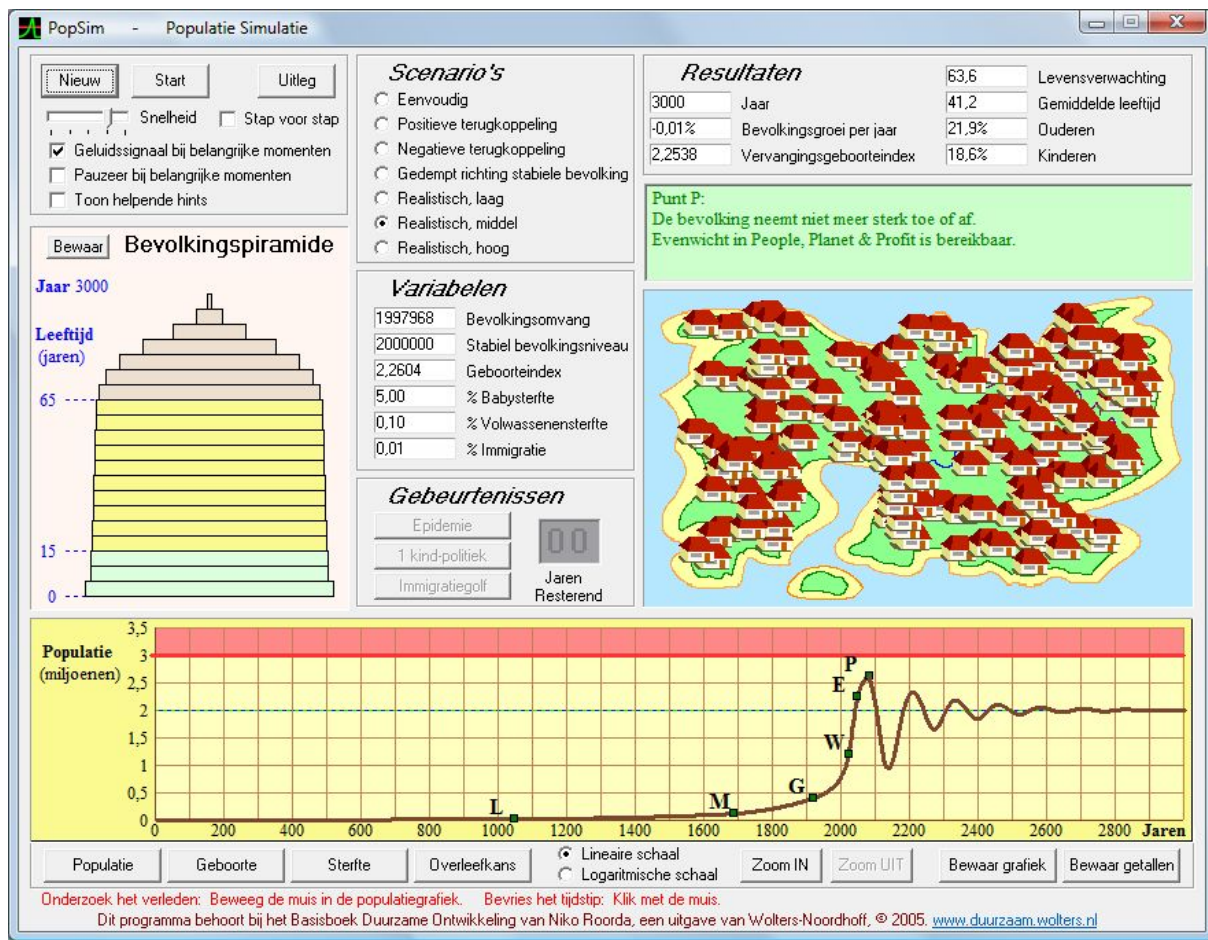 PopSim - Populatie Simulatie
Nieuw Start Uitleg
Snelheid Stap voor stap
Geluidssignaal bij belangrijke momenten
Pauzeer bij belangrijke momenten
Toon helpende hints
Scenario's
Eenvoudig
Positieve terugkoppeling
Negatieve terugkoppeling
Gedempt richting stabiele bevolking
Realistisch, laag
Realistisch, middel
Realistisch, hoog
Resultaten
3000 Jaar
-0,01% Bevolkingsgroei per jaar
2,2538 Vervangingsgeboorteindex
63,6 Levensverwachting
41,2 Gemiddelde leeftijd
21,9% Ouderen
18,6% Kinderen
Punt P:
De bevolking neemt niet meer sterk toe of af.
Evenwicht in People, Planet & Profit is bereikbaar.
Bewaar Bevolkingspiramide
Jaar 3000
Leeftijd
(jaren)
65
15
0
Variabelen
1997968 Bevolkingsomvang
2000000 Stabiel bevolkingsniveau
2,2604 Geboorteindex
5,00 % Babysterfte
0,10 % Volwassenensterfte
0,01 % Immigratie
Gebeurtenissen
Epidemie
1 kind-politiek
Immigratiegolf
00
Jaren
Resterend
Populatie
(miljoenen)
3,5
3
2,5
2
1,5
1
0,5
0
L M G W E P
0 200 400 600 800 1000 1200 1400 1600 1800 2000 2200 2400 2600 2800 Jaren
Populatie Geboorte Sterfte Overleefkans
Lineaire schaal
Logaritmische schaal
Zoom IN Zoom UIT Bewaar grafiek Bewaar getallen
Onderzoek het verleden: Beweeg de muis in de populatiegrafiek. Bevries het tijdstip: Klik met de muis.
Dit programma behoort bij het Basisboek Duurzame Ontwikkeling van Niko Roorda, een uitgave van Wolters-Noordhoff, © 2005. www.duurzaam.wolters.nl